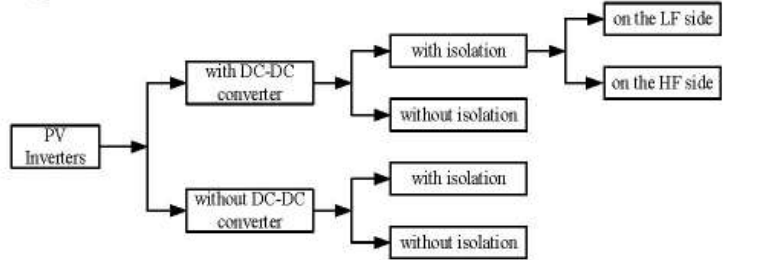 on the LF side
with isolation
on the HF side
with DC-DC
converter
without isolation
PV
Inverters
with isolation
without DC-DC
converter
without isolation